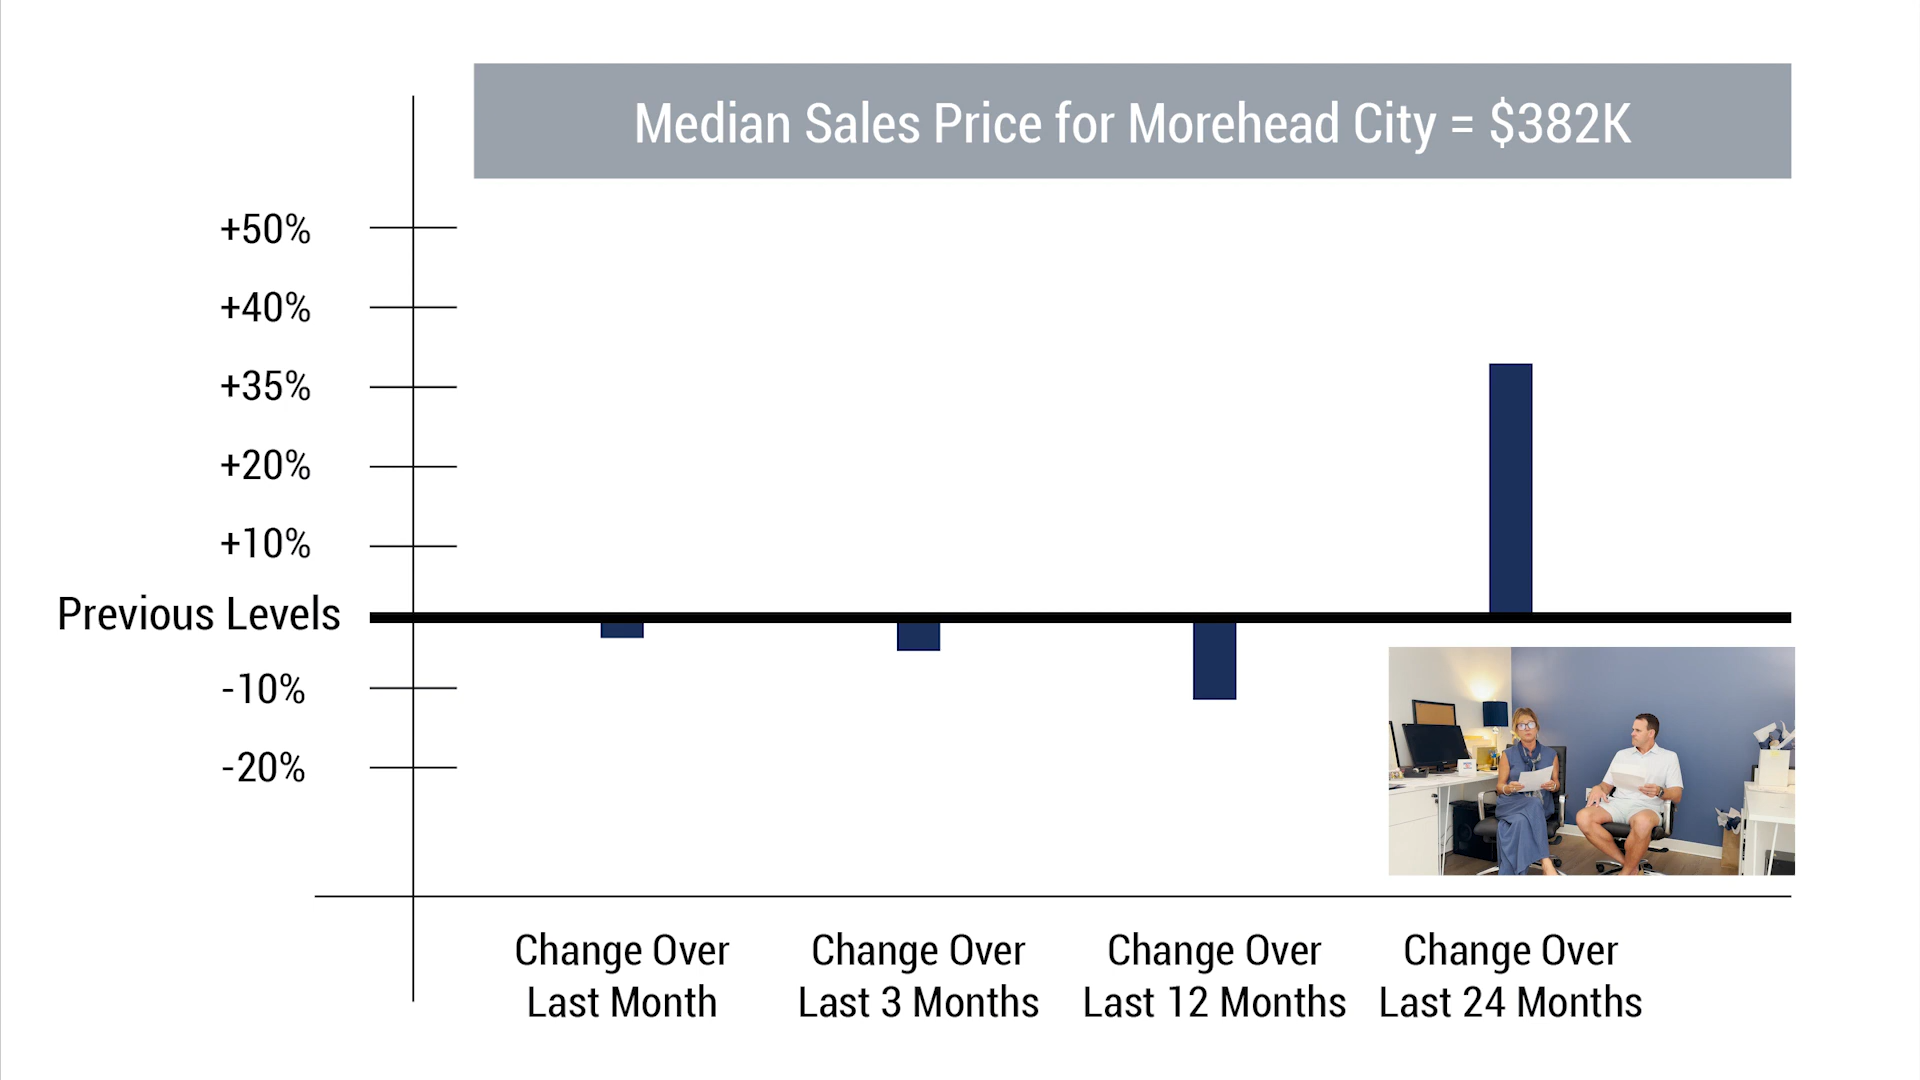 Median Sales Price for Morehead City = $382K
+50%
+40%
+35%
+20%
+10%
Previous Levels
-10%
-20%
Change Over
Last Month
Change Over
Last 3 Months
Change Over
Last 12 Months
Change Over
Last 24 Months